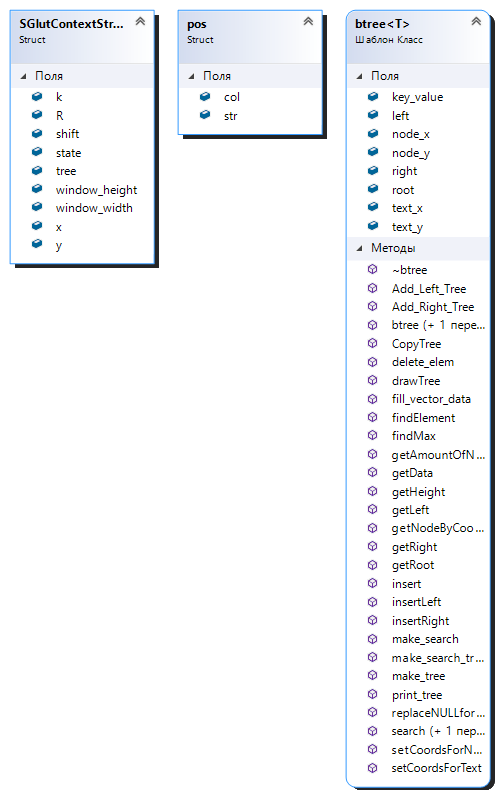 SGlutContextStr...
Struct
Поля
k
R
shift
state
tree
window_height
window_width
x
y
pos
Struct
Поля
col
str
btree<T>
Шаблон Класс
Поля
key_value
left
node_x
node_y
right
root
text_x
text_y
Методы
~btree
Add_Left_Tree
Add_Right_Tree
btree (+ 1 пере...
CopyTree
delete_elem
drawTree
fill_vector_data
findElement
findMax
getAmountOfN...
getData
getHeight
getLeft
getNodeByCoo...
getRight
getRoot
insert
insertLeft
insertRight
make_search
make_search_tr...
make_tree
print_tree
replaceNULLfor...
search (+ 1 пер...
setCoordsForN...
setCoordsForText